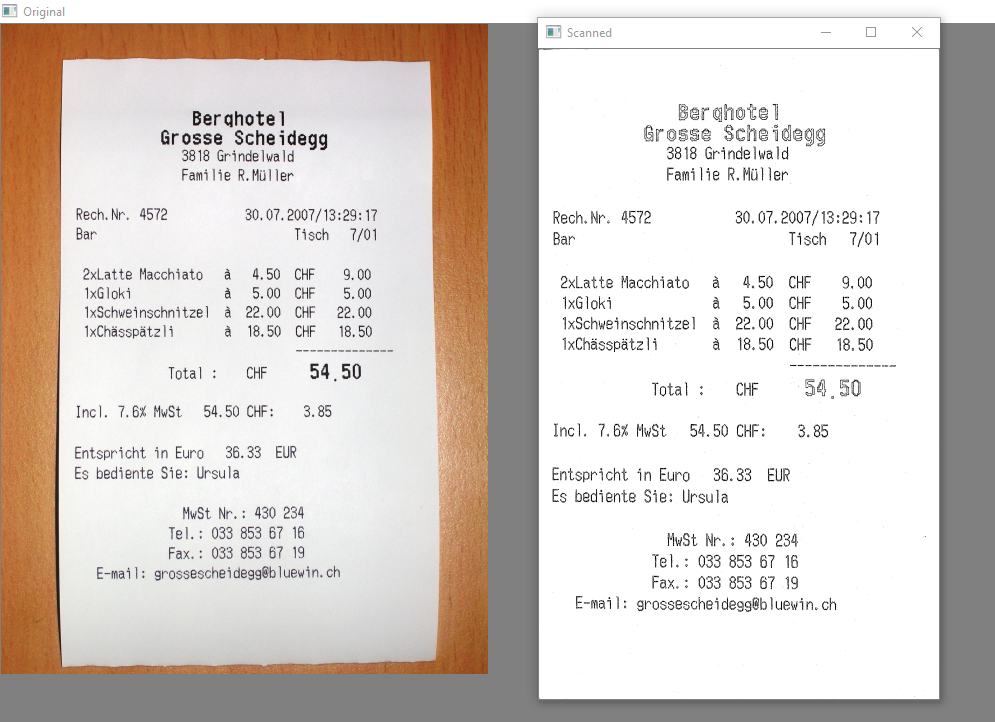 Original
Berghotel
Grosse Scheidegg
3818 Grindelwald
Familie R.Müller
Rech.Nr. 4572 30.07.2007/13:29:17
Bar Tisch 7/01
2xLatte Macchiato à 4.50 CHF 9.00
1xGloki à 5.00 CHF 5.00
1xSchweinschnitzel à 22.00 CHF 22.00
1xChässpätzli à 18.50 CHF 18.50
--------------
Total : CHF 54.50
Incl. 7.6% MwSt 54.50 CHF: 3.85
Entspricht in Euro 36.33 EUR
Es bediente Sie: Ursula
MwSt Nr.: 430 234
Tel.: 033 853 67 16
Fax.: 033 853 67 19
E-mail: grossescheidegg@bluewin.ch
Scanned
Berghotel
Grosse Scheidegg
3818 Grindelwald
Familie R.Müller
Rech.Nr. 4572 30.07.2007/13:29:17
Bar Tisch 7/01
2xLatte Macchiato à 4.50 CHF 9.00
1xGloki à 5.00 CHF 5.00
1xSchweinschnitzel à 22.00 CHF 22.00
1xChässpätzli à 18.50 CHF 18.50
--------------
Total : CHF 54.50
Incl. 7.6% MwSt 54.50 CHF: 3.85
Entspricht in Euro 36.33 EUR
Es bediente Sie: Ursula
MwSt Nr.: 430 234
Tel.: 033 853 67 16
Fax.: 033 853 67 19
E-mail: grossescheidegg@bluewin.ch